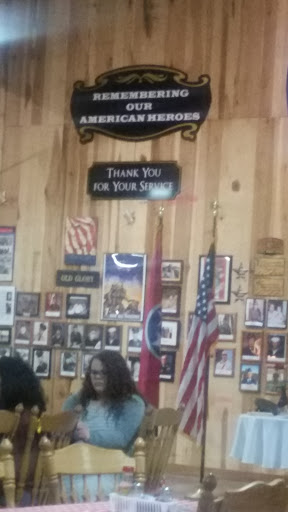 REMEMBERING
OUR
AMERICAN HEROES
THANK YOU
FOR YOUR SERVICE
OLD GLORY